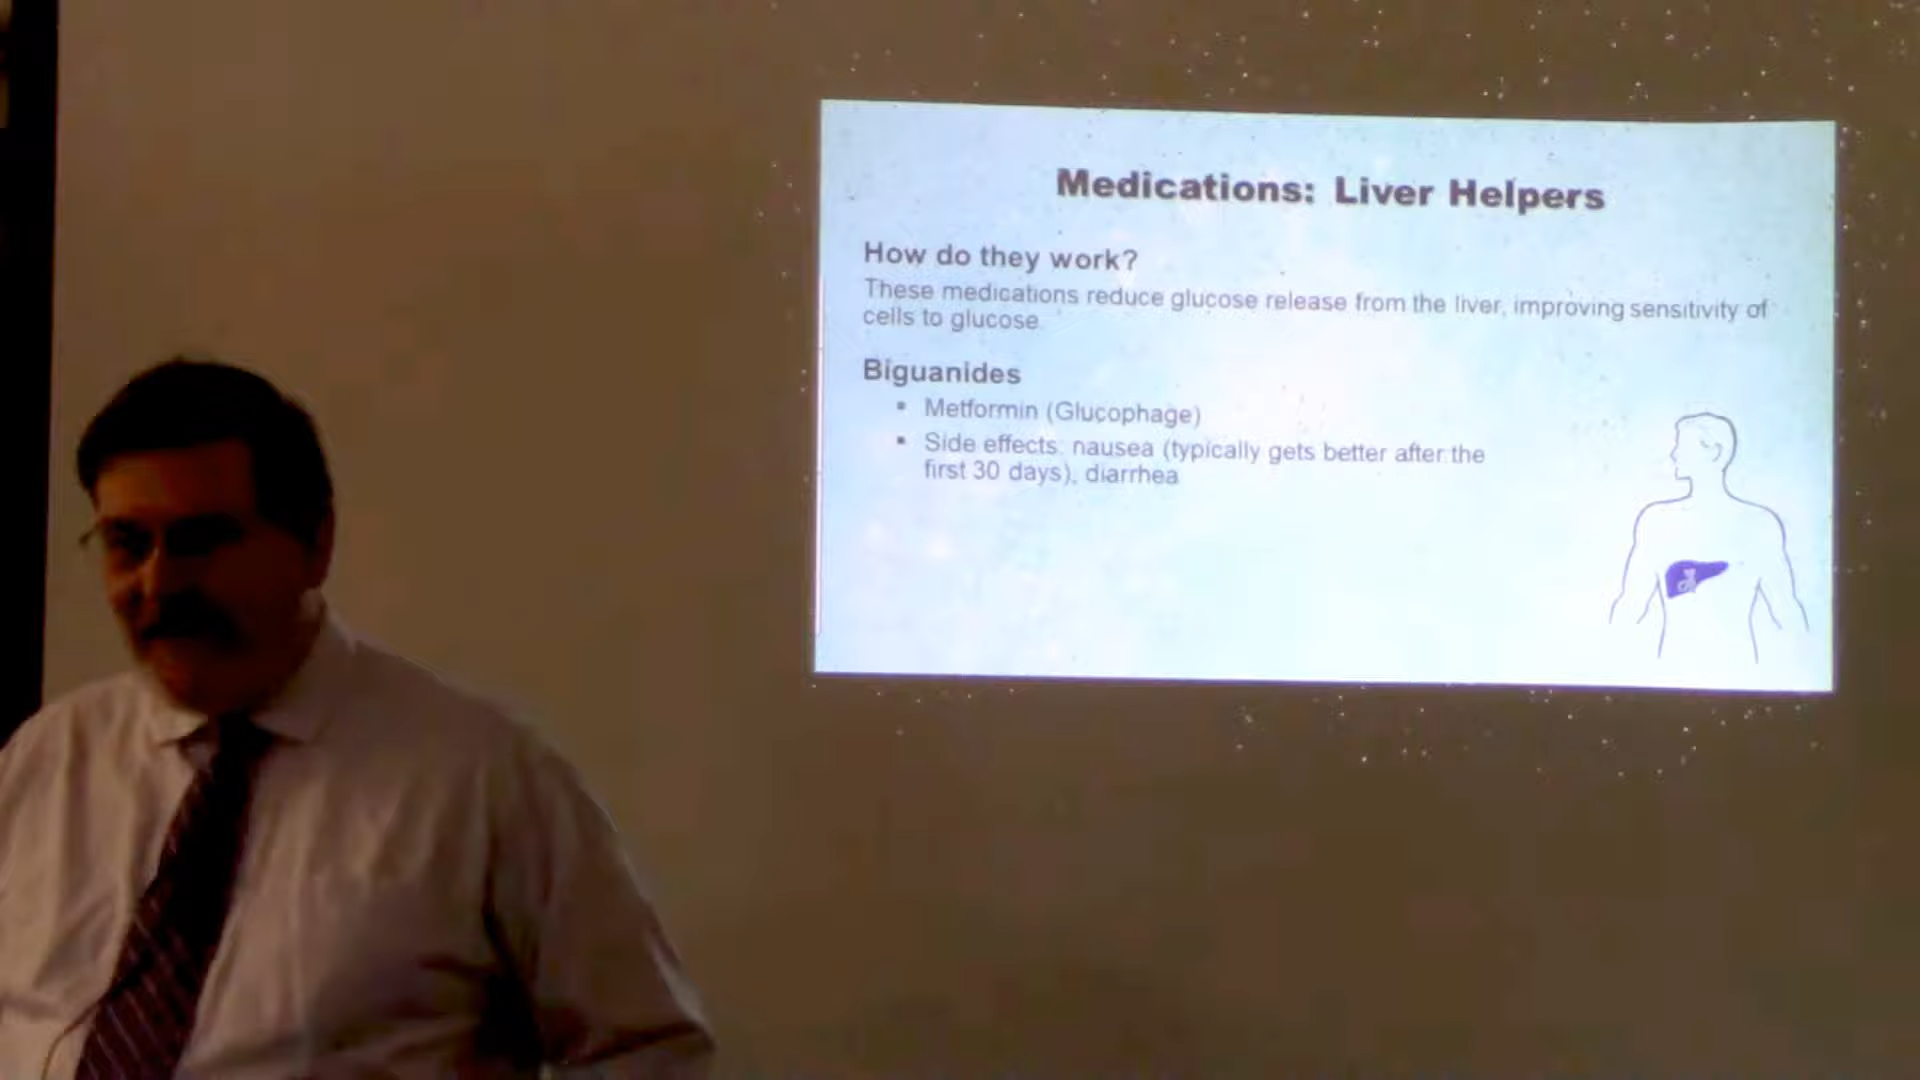 Medications: Liver Helpers
How do they work?
These medications reduce glucose release from the liver, improving sensitivity of
cells to glucose.
Biguanides
• Metformin (Glucophage)
• Side effects: nausea (typically gets better after the
first 30 days), diarrhea